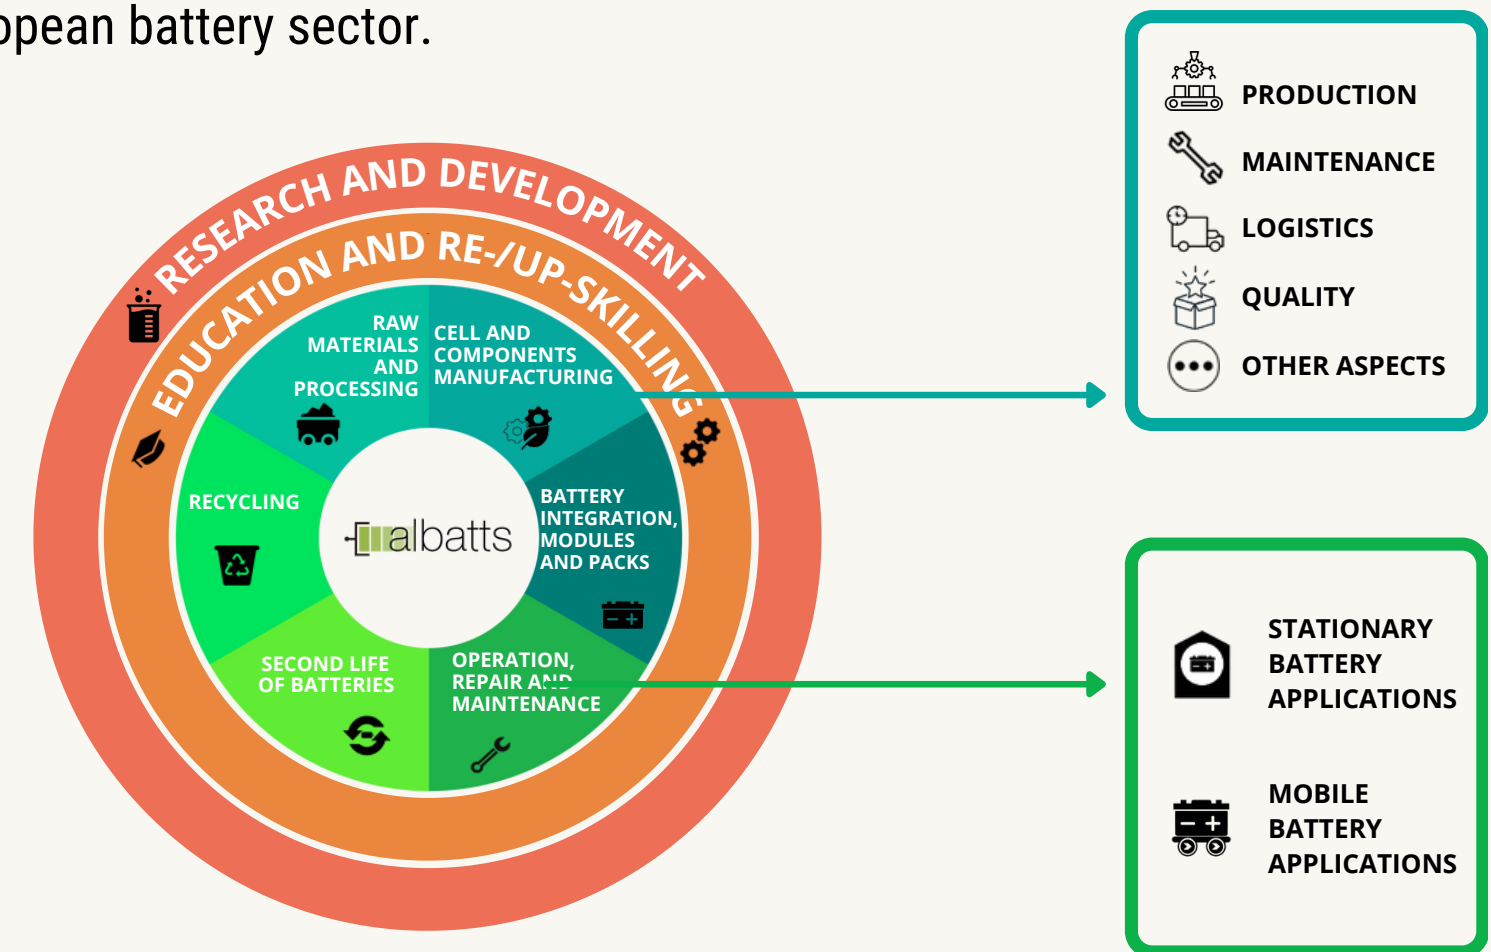 opean battery sector.
RESEARCH AND DEVELOPMENT
EDUCATION AND RE-/UP-SKILLING
RAW
MATERIALS
AND
PROCESSING
CELL AND
COMPONENTS
MANUFACTURING
BATTERY
INTEGRATION,
MODULES
AND PACKS
OPERATION,
REPAIR AND
MAINTENANCE
SECOND LIFE
OF BATTERIES
RECYCLING
albatts
PRODUCTION
MAINTENANCE
LOGISTICS
QUALITY
OTHER ASPECTS
STATIONARY
BATTERY
APPLICATIONS
MOBILE
BATTERY
APPLICATIONS